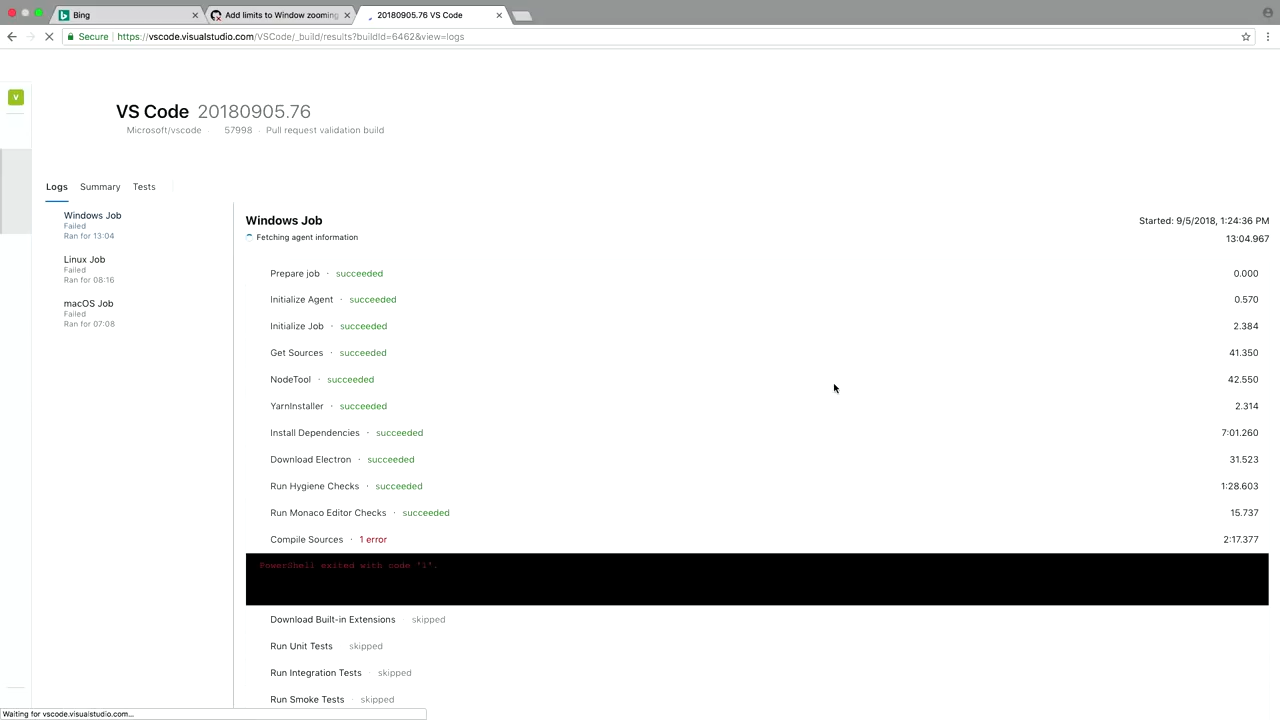 Bing
Add limits to Window zooming
20180905.76 VS Code
Secure https://vscode.visualstudio.com/VSCode/_build/results?buildId=6462&view=logs
V
VS Code 20180905.76
Microsoft/vscode · 57998 · Pull request validation build
Logs Summary Tests
Windows Job
Failed
Ran for 13:04
Linux Job
Failed
Ran for 08:16
macOS Job
Failed
Ran for 07:08
Windows Job Started: 9/5/2018, 1:24:36 PM
Fetching agent information 13:04.967
Prepare job · succeeded 0.000
Initialize Agent · succeeded 0.570
Initialize Job · succeeded 2.384
Get Sources · succeeded 41.350
NodeTool · succeeded 42.550
YarnInstaller · succeeded 2.314
Install Dependencies · succeeded 7:01.260
Download Electron · succeeded 31.523
Run Hygiene Checks · succeeded 1:28.603
Run Monaco Editor Checks · succeeded 15.737
Compile Sources · 1 error 2:17.377
PowerShell exited with code '1'.
Download Built-in Extensions skipped
Run Unit Tests skipped
Run Integration Tests · skipped
Run Smoke Tests · skipped
Waiting for vscode.visualstudio.com...